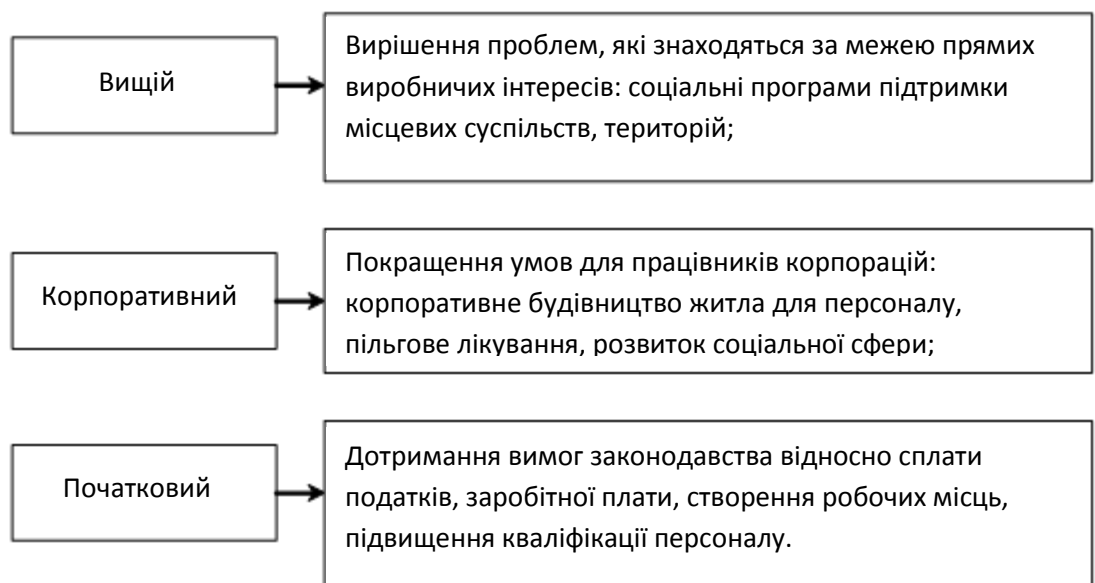 Вищій
Вирішення проблем, які знаходяться за межею прямих
виробничих інтересів: соціальні програми підтримки
місцевих суспільств, територій;
Корпоративний
Покращення умов для працівників корпорацій:
корпоративне будівництво житла для персоналу,
пільгове лікування, розвиток соціальної сфери;
Початковий
Дотримання вимог законодавства відносно сплати
податків, заробітної плати, створення робочих місць,
підвищення кваліфікації персоналу.